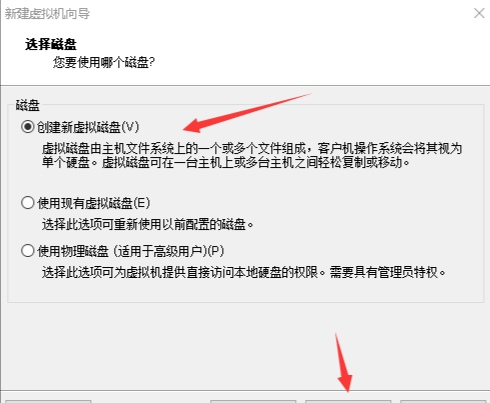 新建虚拟机向导
选择磁盘
您要使用哪个磁盘?
磁盘
创建新虚拟磁盘(V)
虚拟磁盘由主机文件系统上的一个或多个文件组成，客户机操作系统会将其视为
单个硬盘。虚拟磁盘可在一台主机上或多台主机之间轻松复制或移动。
使用现有虚拟磁盘(E)
选择此选项可重新使用以前配置的磁盘。
使用物理磁盘 (适用于高级用户)(P)
选择此选项可为虚拟机提供直接访问本地硬盘的权限。需要具有管理员特权。